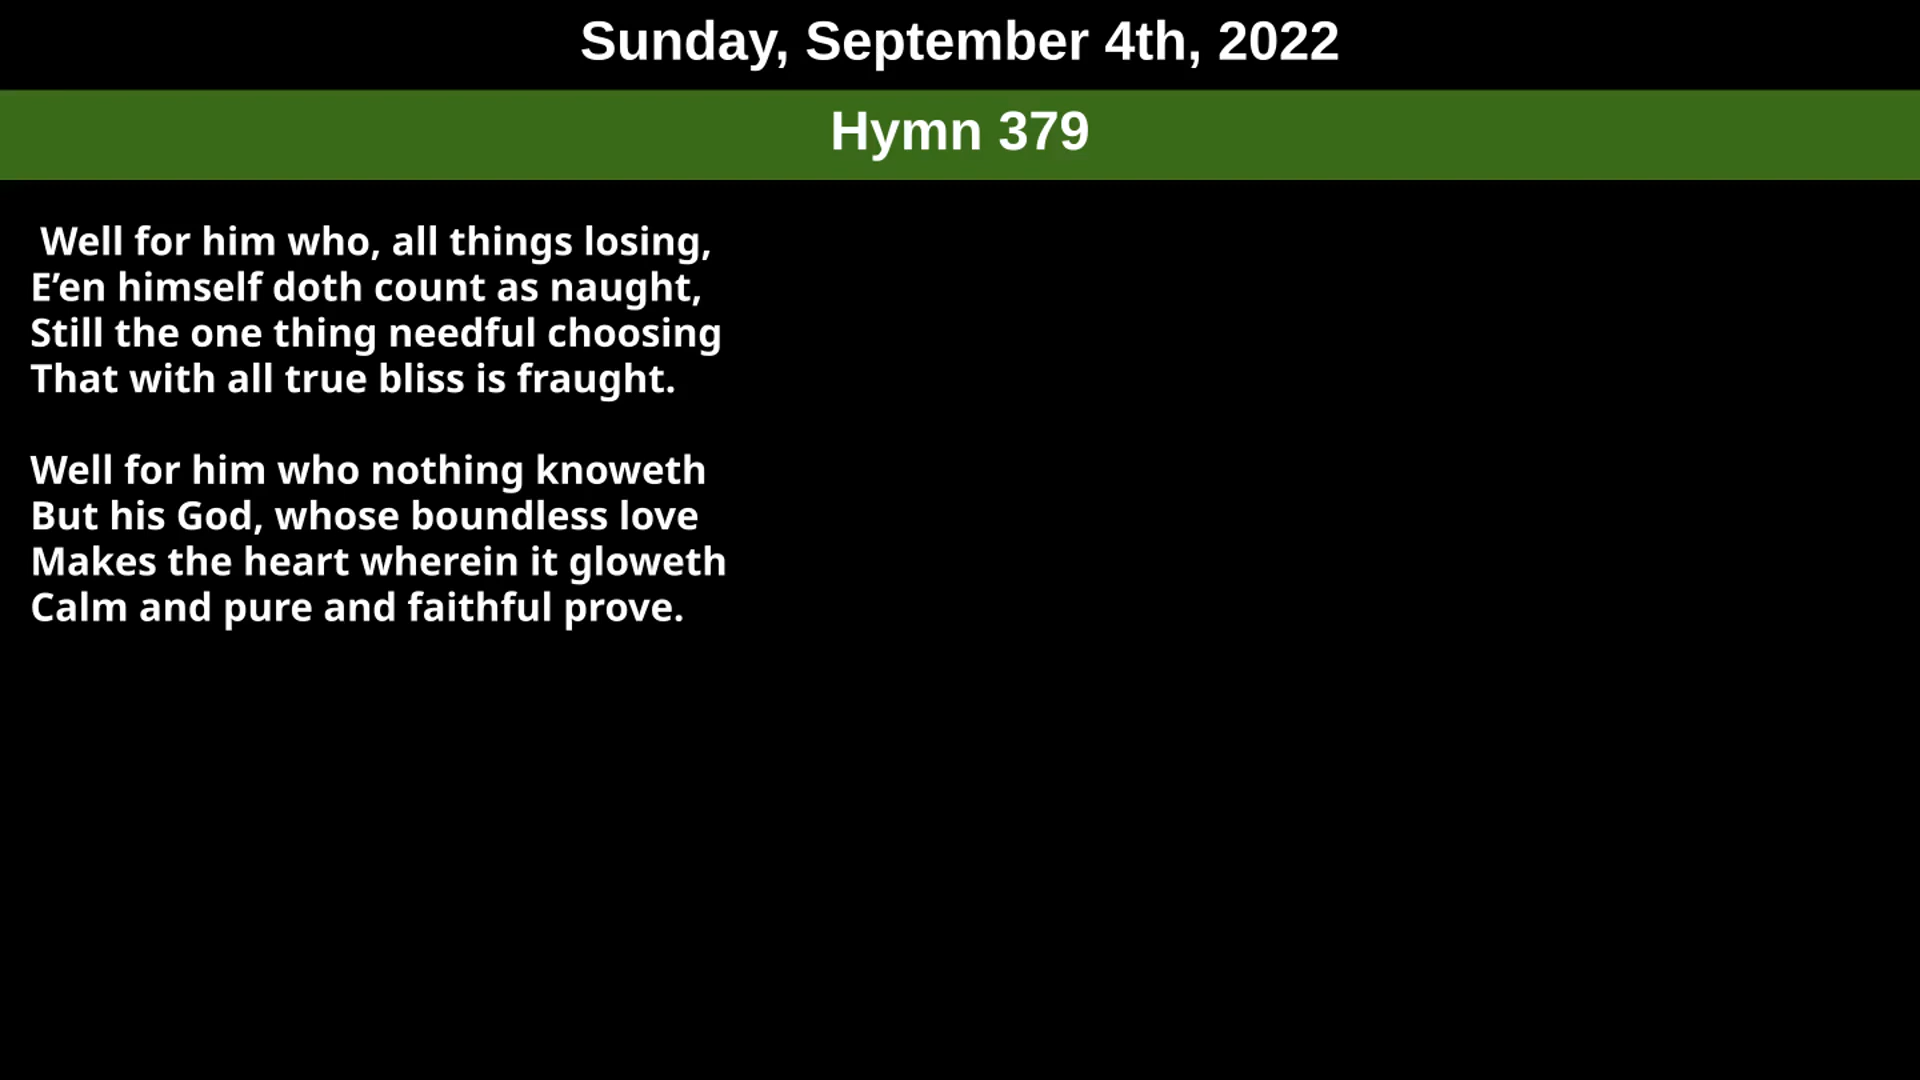 Sunday, September 4th, 2022
Hymn 379
Well for him who, all things losing,
E’en himself doth count as naught,
Still the one thing needful choosing
That with all true bliss is fraught.
Well for him who nothing knoweth
But his God, whose boundless love
Makes the heart wherein it gloweth
Calm and pure and faithful prove.